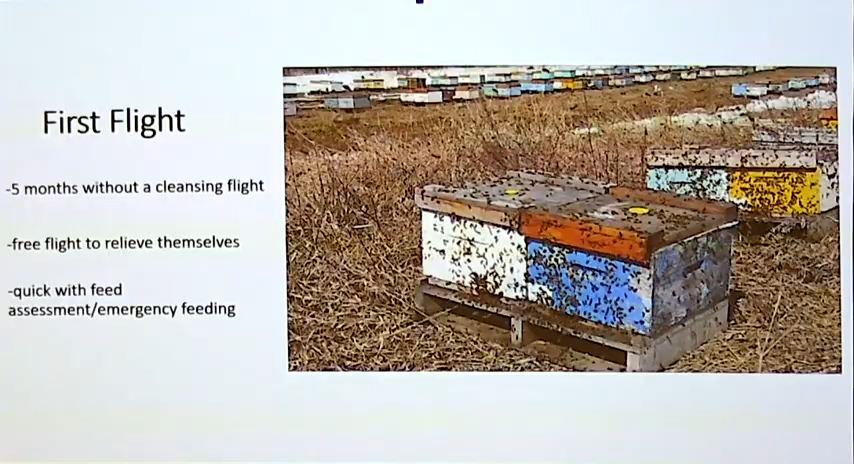 First Flight
-5 months without a cleansing flight
-free flight to relieve themselves
-quick with feed
assessment/emergency feeding